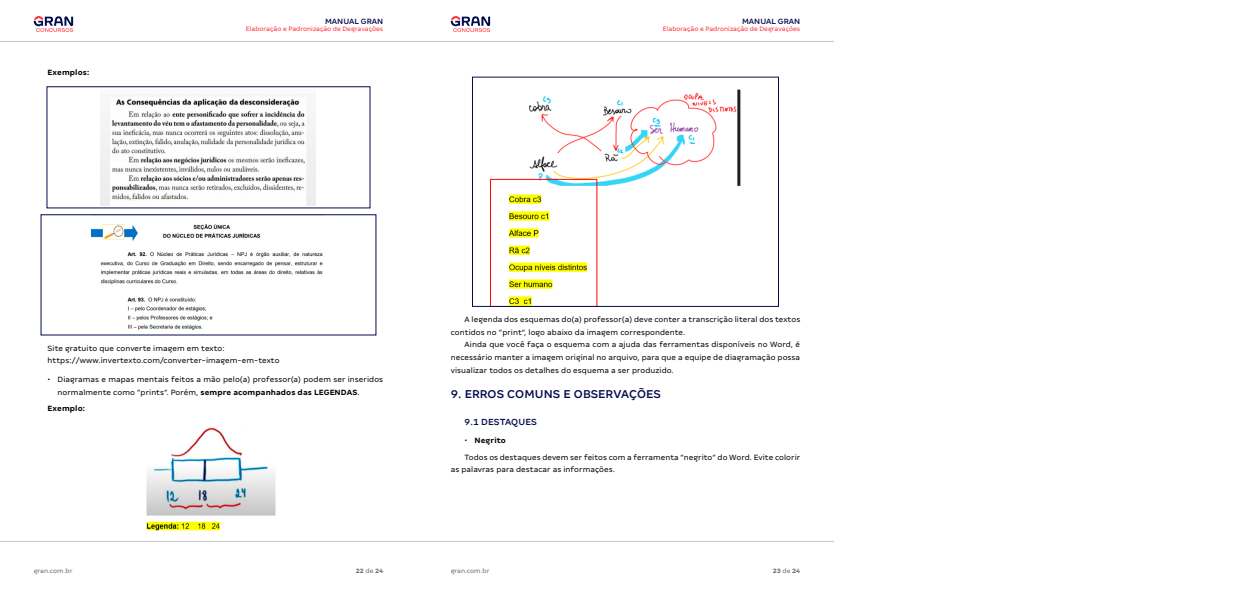 GRAN
CONCURSOS
MANUAL GRAN
Elaboração e Padronização de Degravações
Exemplos:
As Consequências da aplicação da desconsideração
Em relação ao ente personificado que sofrer a incidência do
levantamento do véu tem o afastamento da personalidade, ou seja, a
sua ineficácia, mas nunca ocorrerá os seguintes atos: dissolução, anu-
lação, extinção, falido, anulação, nulidade da personalidade jurídica ou
do ato constitutivo.
Em relação aos negócios jurídicos os mesmos serão ineficazes,
mas nunca inexistentes, inválidos, nulos ou anuláveis.
Em relação aos sócios e/ou administradores serão apenas res-
ponsabilizados, mas nunca serão retirados, excluídos, dissidentes, re-
midos, falidos ou afastados.
SEÇÃO ÚNICA
DO NÚCLEO DE PRÁTICAS JURÍDICAS
Art. 92. O Núcleo de Práticas Jurídicas – NPJ é órgão auxiliar, de natureza
executiva, do Curso de Graduação em Direito, sendo encarregado de pensar, estruturar e
implementar práticas jurídicas reais e simuladas, em todas as áreas do direito, relativas às
disciplinas curriculares do Curso.
Art. 93. O NPJ é constituído:
I – pelo Coordenador de estágios;
II – pelos Professores de estágios; e
III – pela Secretaria de estágios.
Site gratuito que converte imagem em texto:
https://www.invertexto.com/converter-imagem-em-texto
• Diagramas e mapas mentais feitos a mão pelo(a) professor(a) podem ser inseridos
normalmente como "prints". Porém, sempre acompanhados das LEGENDAS.
Exemplo:
12 18 24
Legenda: 12 18 24
gran.com.br
22 de 24
GRAN
CONCURSOS
MANUAL GRAN
Elaboração e Padronização de Degravações
cobra C3
Besouro C1
OCUPA
NÍVEIS
DISTINTOS
C3
Ser Humano
C1
Alface
P
Rã C2
Cobra c3
Besouro c1
Alface P
Rã c2
Ocupa níveis distintos
Ser humano
C3 c1
A legenda dos esquemas do(a) professor(a) deve conter a transcrição literal dos textos
contidos no "print", logo abaixo da imagem correspondente.
Ainda que você faça o esquema com a ajuda das ferramentas disponíveis no Word, é
necessário manter a imagem original no arquivo, para que a equipe de diagramação possa
visualizar todos os detalhes do esquema a ser produzido.
9. ERROS COMUNS E OBSERVAÇÕES
9.1 DESTAQUES
• Negrito
Todos os destaques devem ser feitos com a ferramenta "negrito" do Word. Evite colorir
as palavras para destacar as informações.
gran.com.br
23 de 24